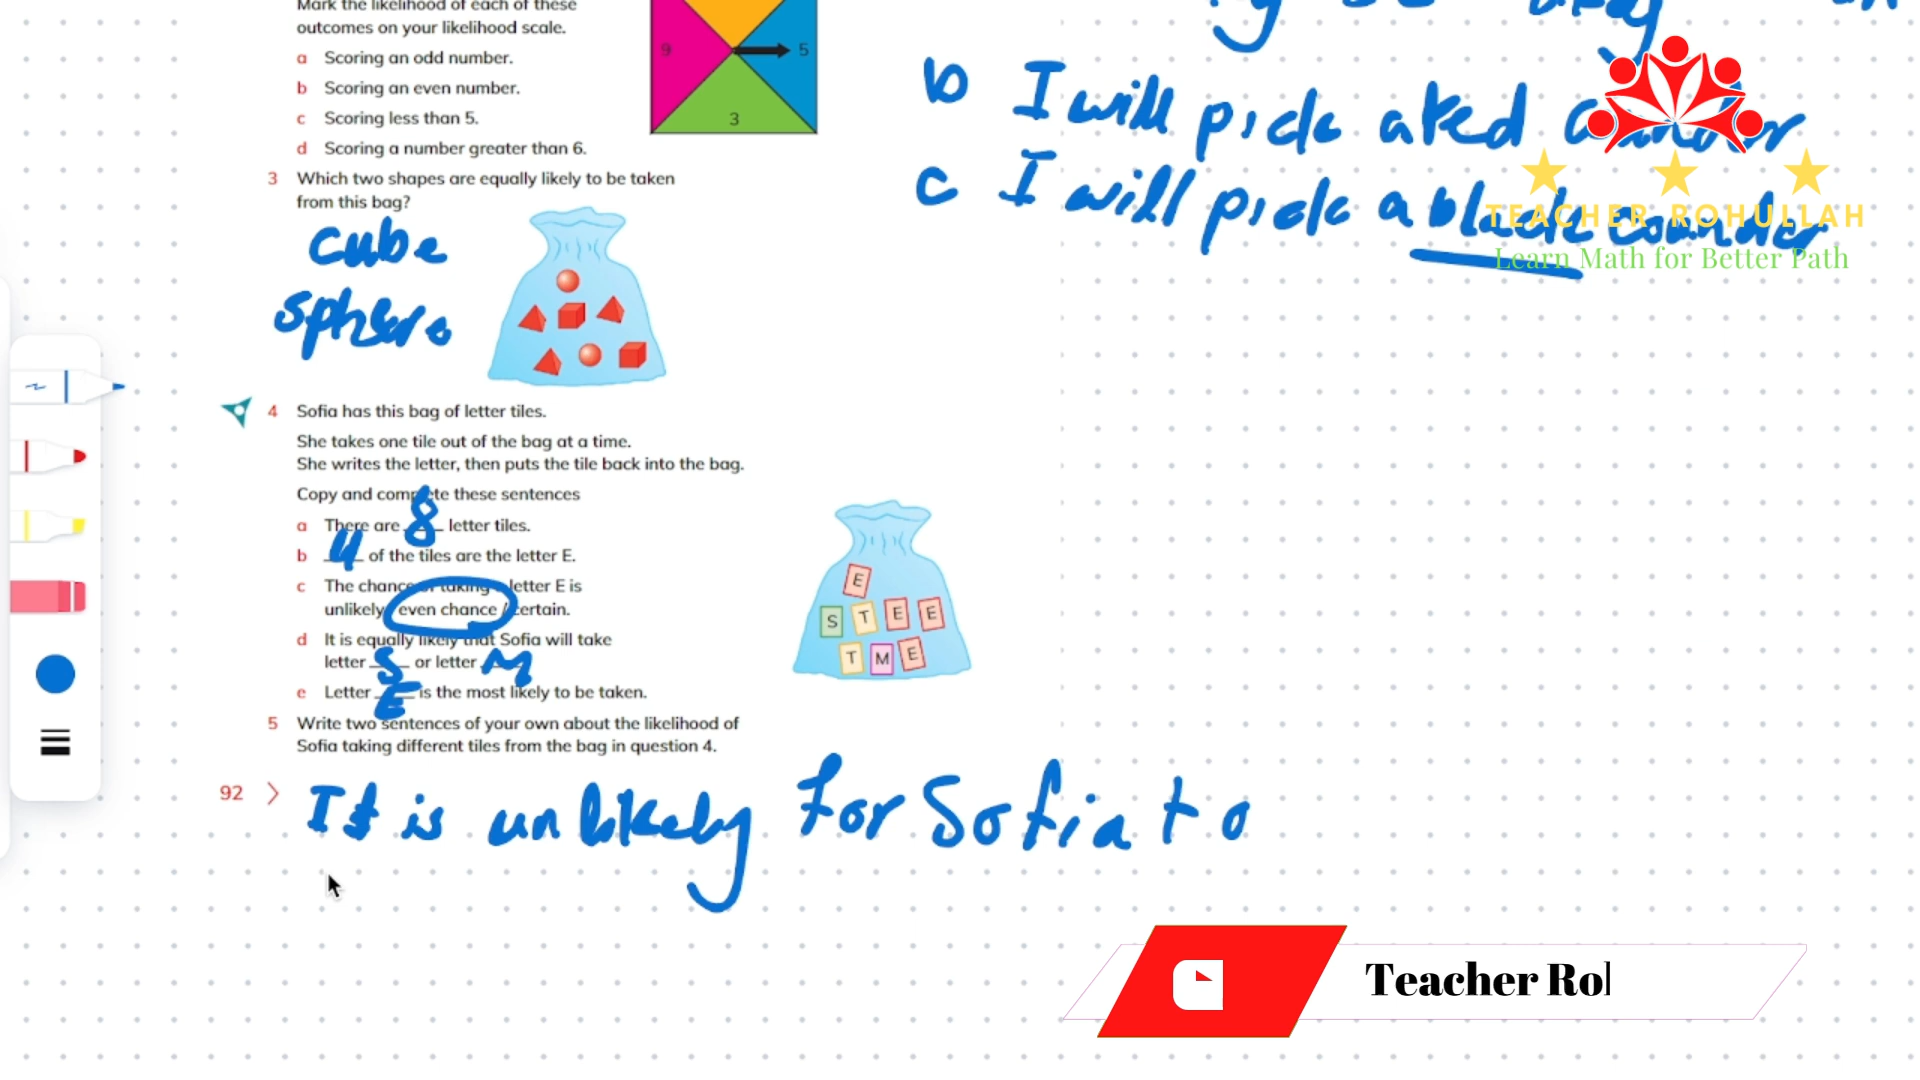 Mark the likelihood of each of these
outcomes on your likelihood scale.
a Scoring an odd number.
b Scoring an even number.
c Scoring less than 5.
d Scoring a number greater than 6.
9
5
3
3 Which two shapes are equally likely to be taken
from this bag?
cube
sphere
4 Sofia has this bag of letter tiles.
She takes one tile out of the bag at a time.
She writes the letter, then puts the tile back into the bag.
Copy and complete these sentences
a There are 8 letter tiles.
b 4 of the tiles are the letter E.
c The chance of taking letter E is
unlikely / even chance / certain.
d It is equally likely that Sofia will take
letter S or letter M
e Letter E is the most likely to be taken.
E
S T E E
T M E
5 Write two sentences of your own about the likelihood of
Sofia taking different tiles from the bag in question 4.
92
It is unlikely for Sofia to
b I will pick a red counter
c I will pick a black counter
TEACHER ROHULLAH
Learn Math for Better Path
Teacher Rol